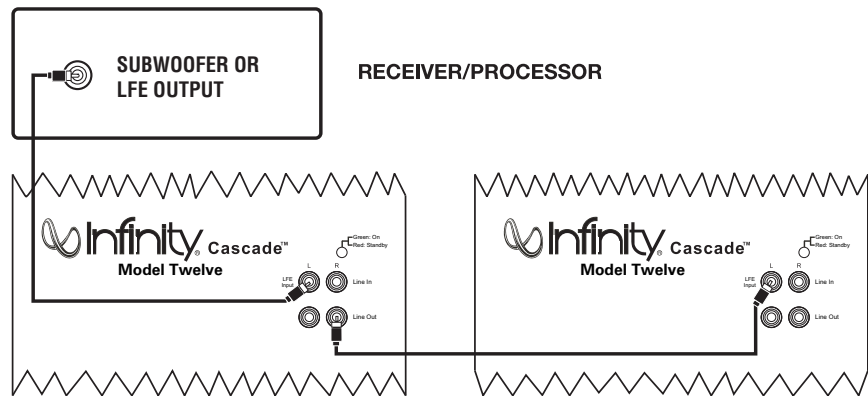 SUBWOOFER OR
LFE OUTPUT
RECEIVER/PROCESSOR
Infinity® Cascade™
Model Twelve
Green: On
Red: Standby
L R
LFE
Input
Line In
Line Out
Infinity® Cascade™
Model Twelve
Green: On
Red: Standby
L R
LFE
Input
Line In
Line Out